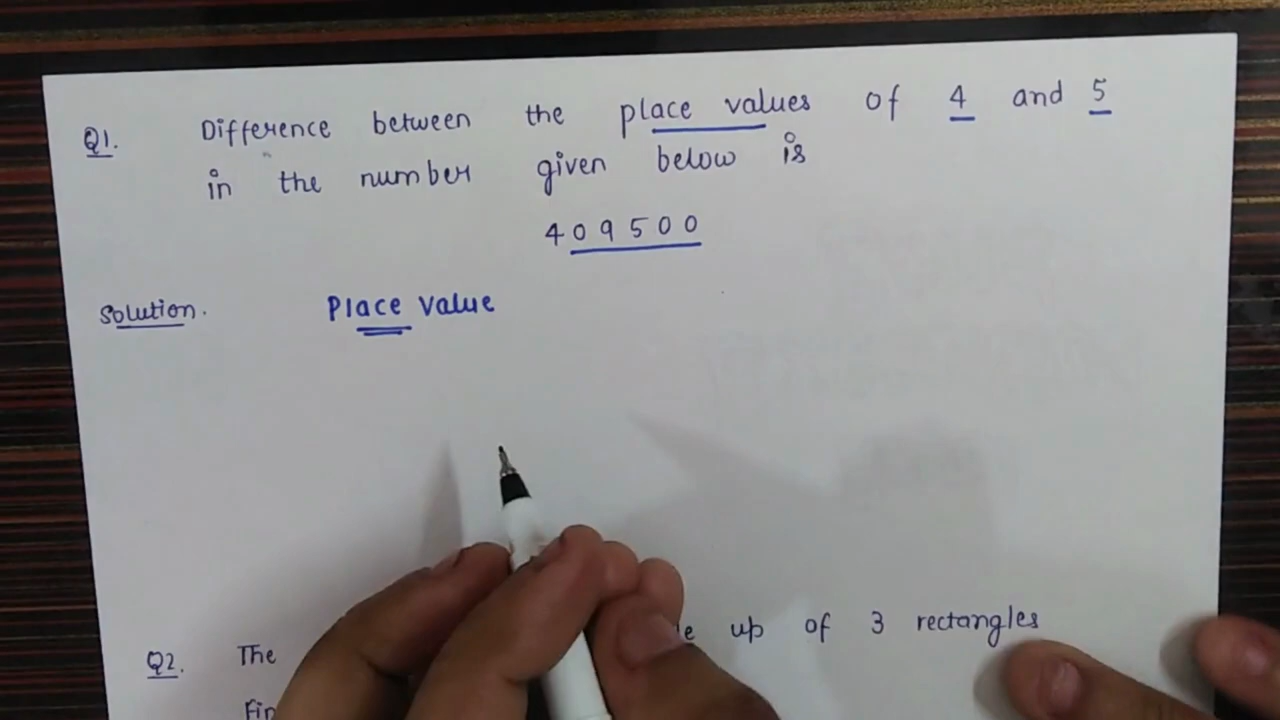 Q1. Difference between the place values of 4 and 5
in the number given below is
409500
Solution. Place value
Q2. The up of 3 rectangles